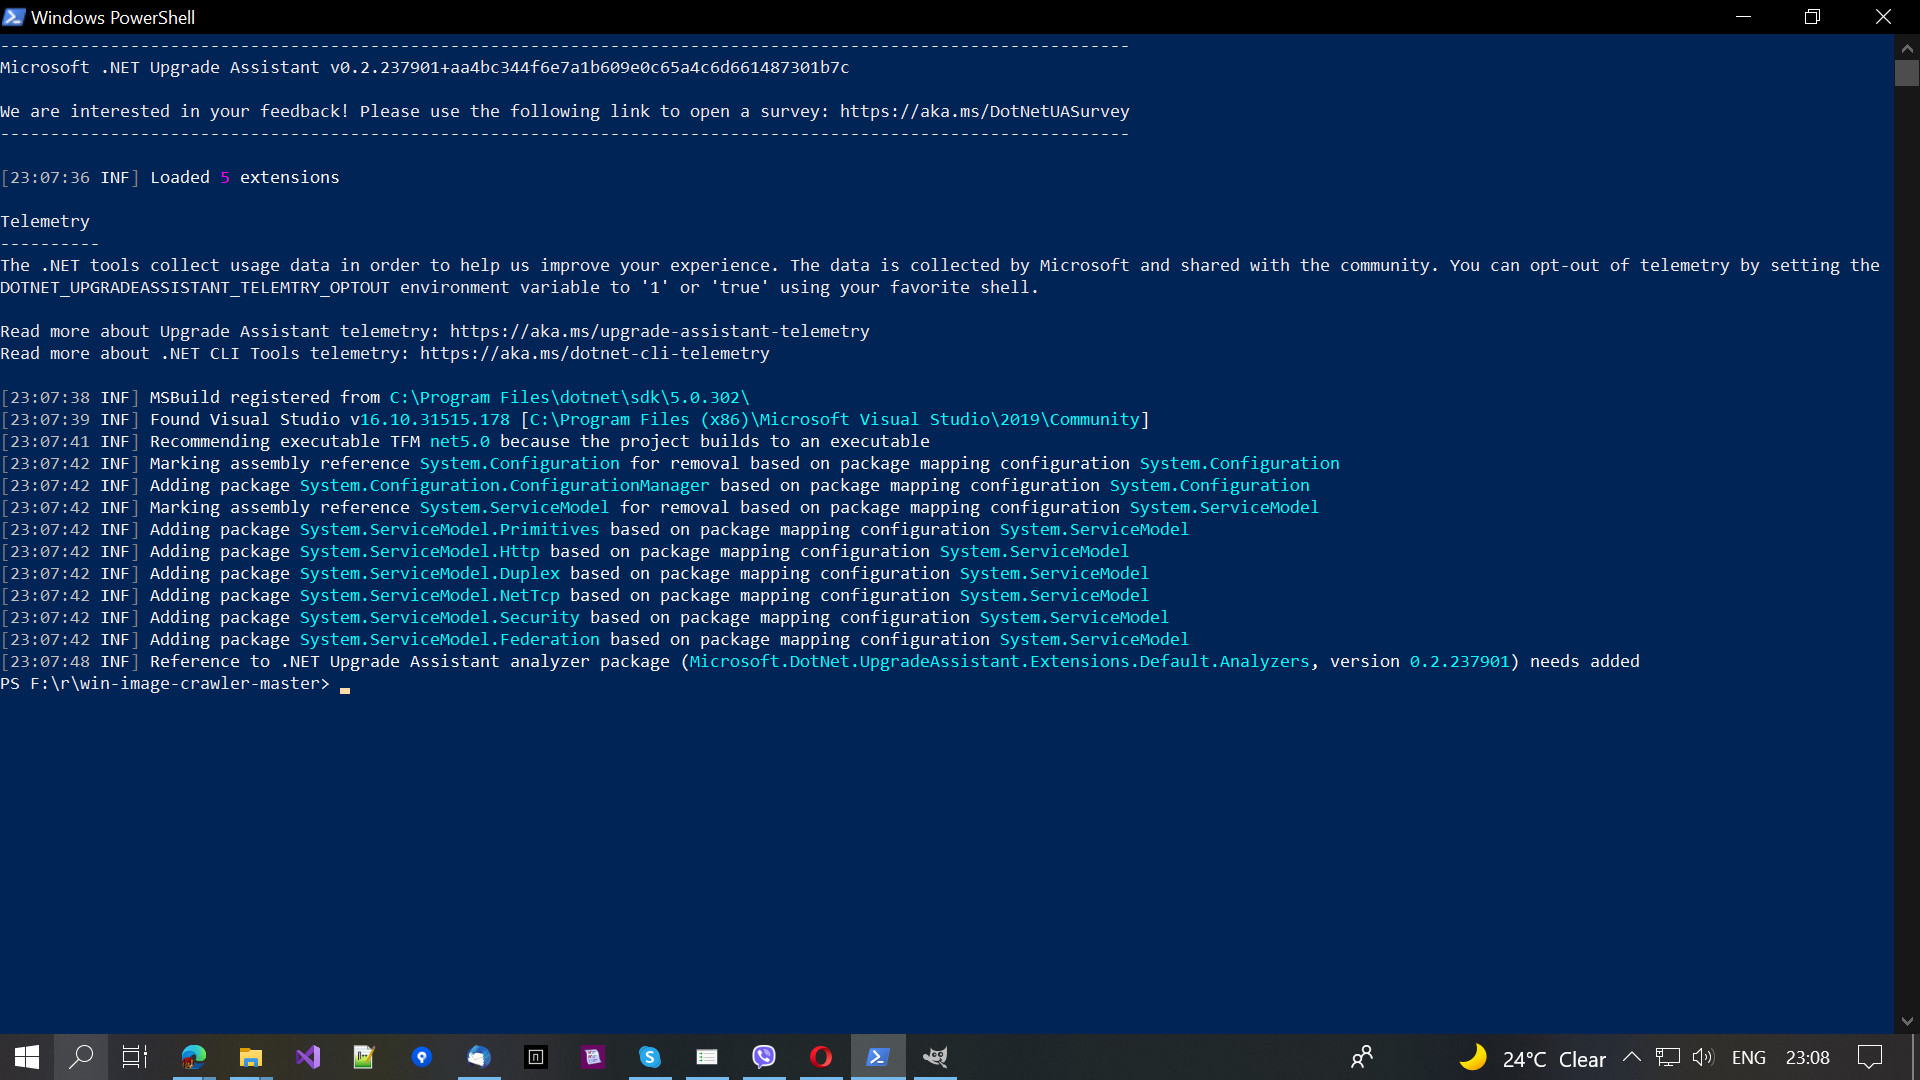 Windows PowerShell
-----------------------------------------------------------------------------------------------------------------
Microsoft .NET Upgrade Assistant v0.2.237901+aa4bc344f6e7a1b609e0c65a4c6d661487301b7c
We are interested in your feedback! Please use the following link to open a survey: https://aka.ms/DotNetUASurvey
-----------------------------------------------------------------------------------------------------------------
[23:07:36 INF] Loaded 5 extensions
Telemetry
----------
The .NET tools collect usage data in order to help us improve your experience. The data is collected by Microsoft and shared with the community. You can opt-out of telemetry by setting the
DOTNET_UPGRADEASSISTANT_TELEMTRY_OPTOUT environment variable to '1' or 'true' using your favorite shell.
Read more about Upgrade Assistant telemetry: https://aka.ms/upgrade-assistant-telemetry
Read more about .NET CLI Tools telemetry: https://aka.ms/dotnet-cli-telemetry
[23:07:38 INF] MSBuild registered from C:\Program Files\dotnet\sdk\5.0.302\
[23:07:39 INF] Found Visual Studio v16.10.31515.178 [C:\Program Files (x86)\Microsoft Visual Studio\2019\Community]
[23:07:41 INF] Recommending executable TFM net5.0 because the project builds to an executable
[23:07:42 INF] Marking assembly reference System.Configuration for removal based on package mapping configuration System.Configuration
[23:07:42 INF] Adding package System.Configuration.ConfigurationManager based on package mapping configuration System.Configuration
[23:07:42 INF] Marking assembly reference System.ServiceModel for removal based on package mapping configuration System.ServiceModel
[23:07:42 INF] Adding package System.ServiceModel.Primitives based on package mapping configuration System.ServiceModel
[23:07:42 INF] Adding package System.ServiceModel.Http based on package mapping configuration System.ServiceModel
[23:07:42 INF] Adding package System.ServiceModel.Duplex based on package mapping configuration System.ServiceModel
[23:07:42 INF] Adding package System.ServiceModel.NetTcp based on package mapping configuration System.ServiceModel
[23:07:42 INF] Adding package System.ServiceModel.Security based on package mapping configuration System.ServiceModel
[23:07:42 INF] Adding package System.ServiceModel.Federation based on package mapping configuration System.ServiceModel
[23:07:48 INF] Reference to .NET Upgrade Assistant analyzer package (Microsoft.DotNet.UpgradeAssistant.Extensions.Default.Analyzers, version 0.2.237901) needs added
PS F:\r\win-image-crawler-master>
24°C Clear ENG 23:08